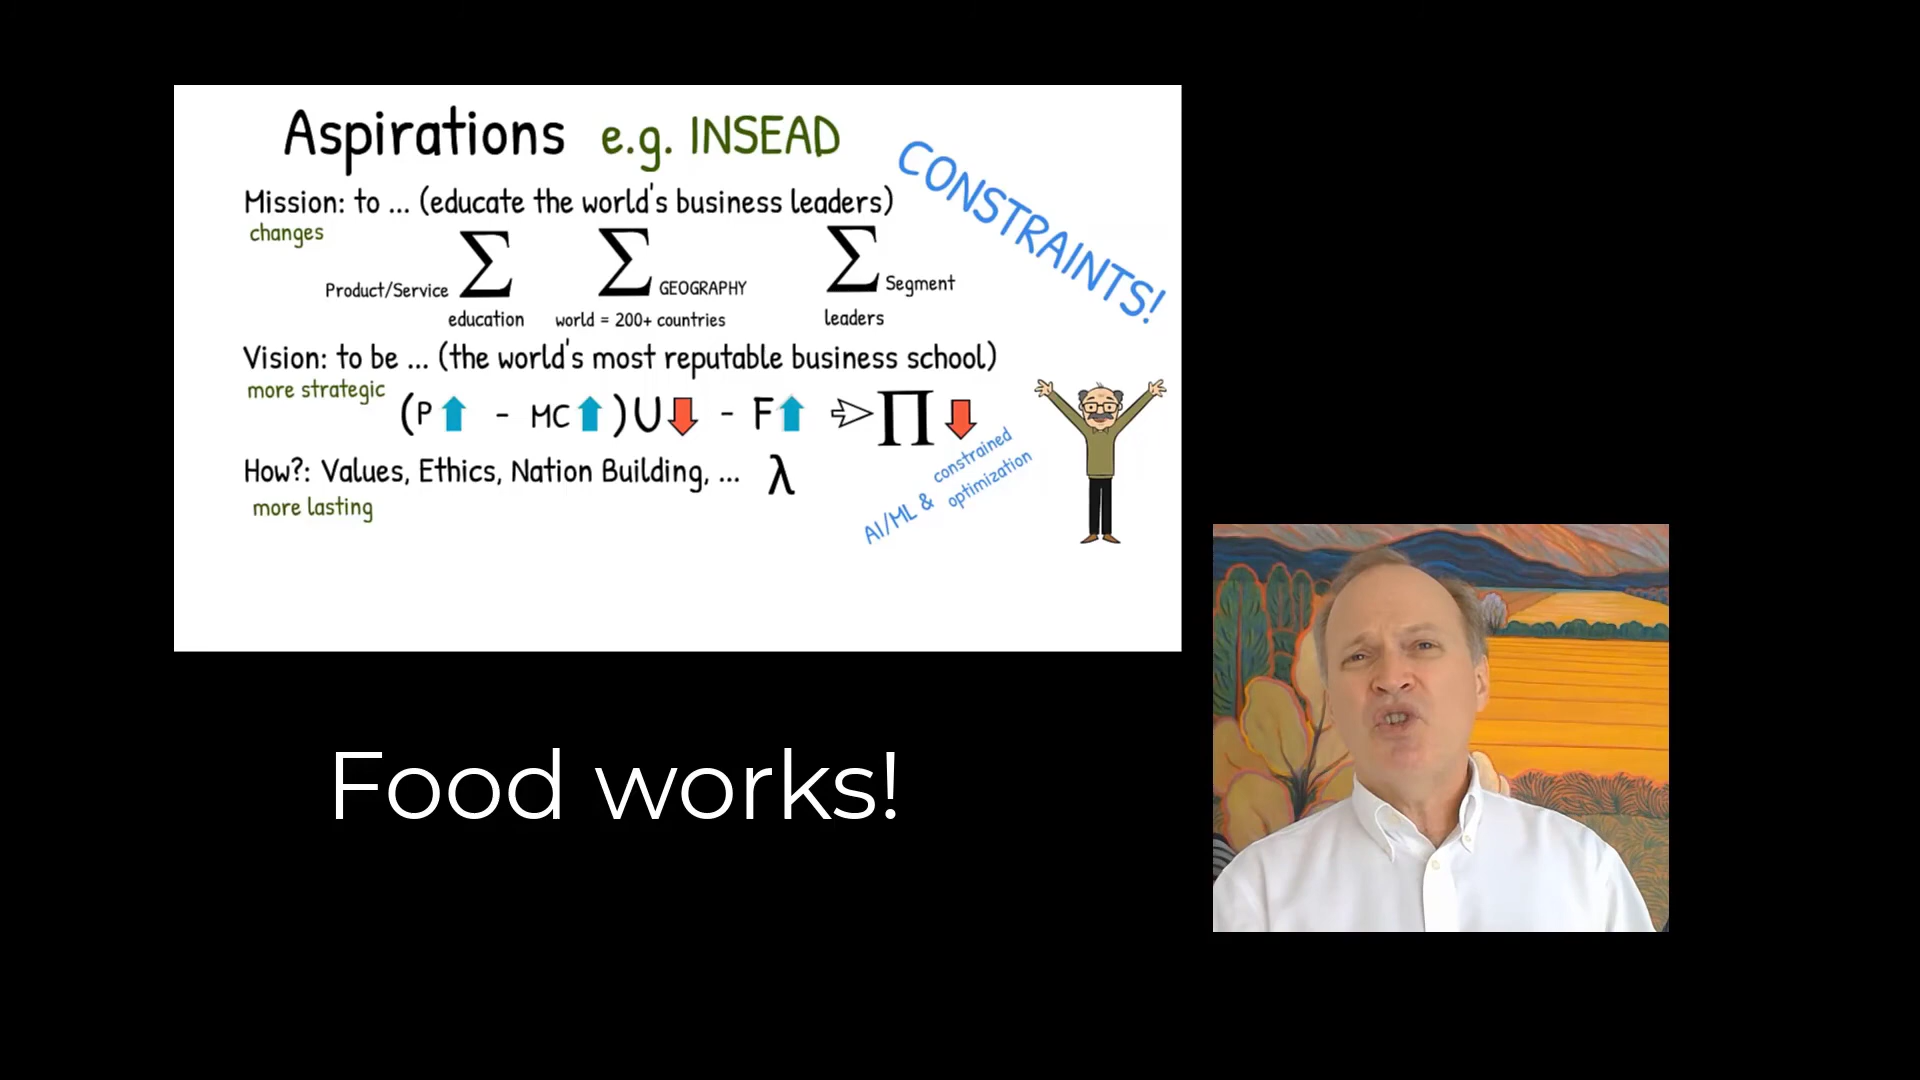 Aspirations e.g. INSEAD
CONSTRAINTS!
Mission: to ... (educate the world's business leaders)
changes
Product/Service Σ Σ GEOGRAPHY Σ Segment
education world = 200+ countries leaders
Vision: to be ... (the world's most reputable business school)
more strategic
(P - MC )U - F Π
How?: Values, Ethics, Nation Building, ... λ
more lasting
AI/ML & constrained
optimization
Food works!